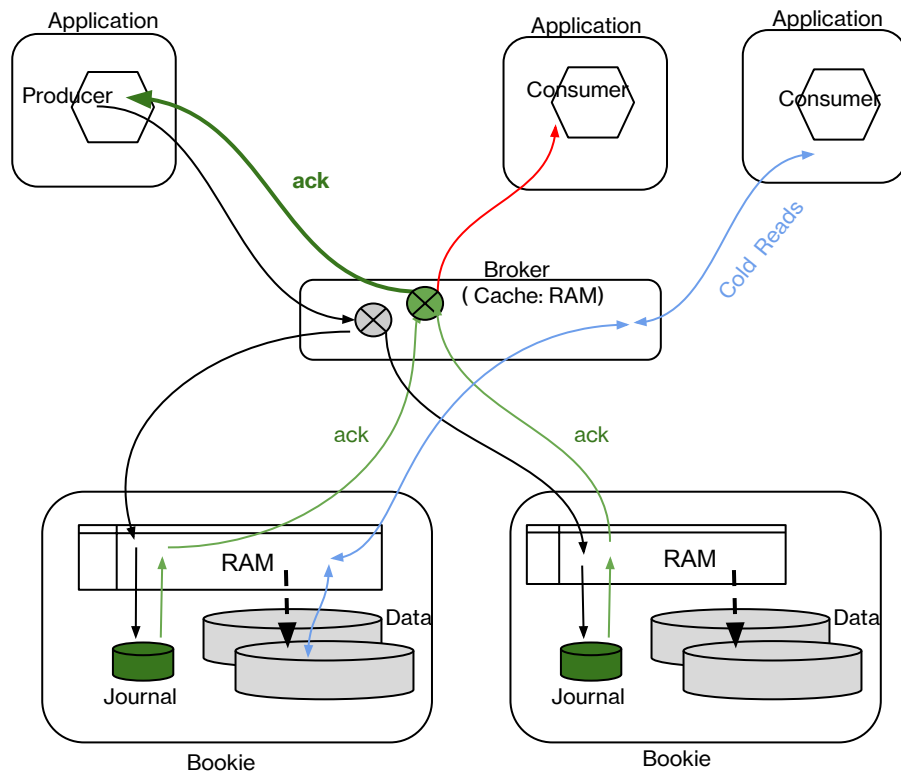 Application
Application
Application
Producer
Consumer
Consumer
ack
Cold Reads
Broker
( Cache: RAM)
ack
ack
RAM
RAM
Data
Data
Journal
Journal
Bookie
Bookie